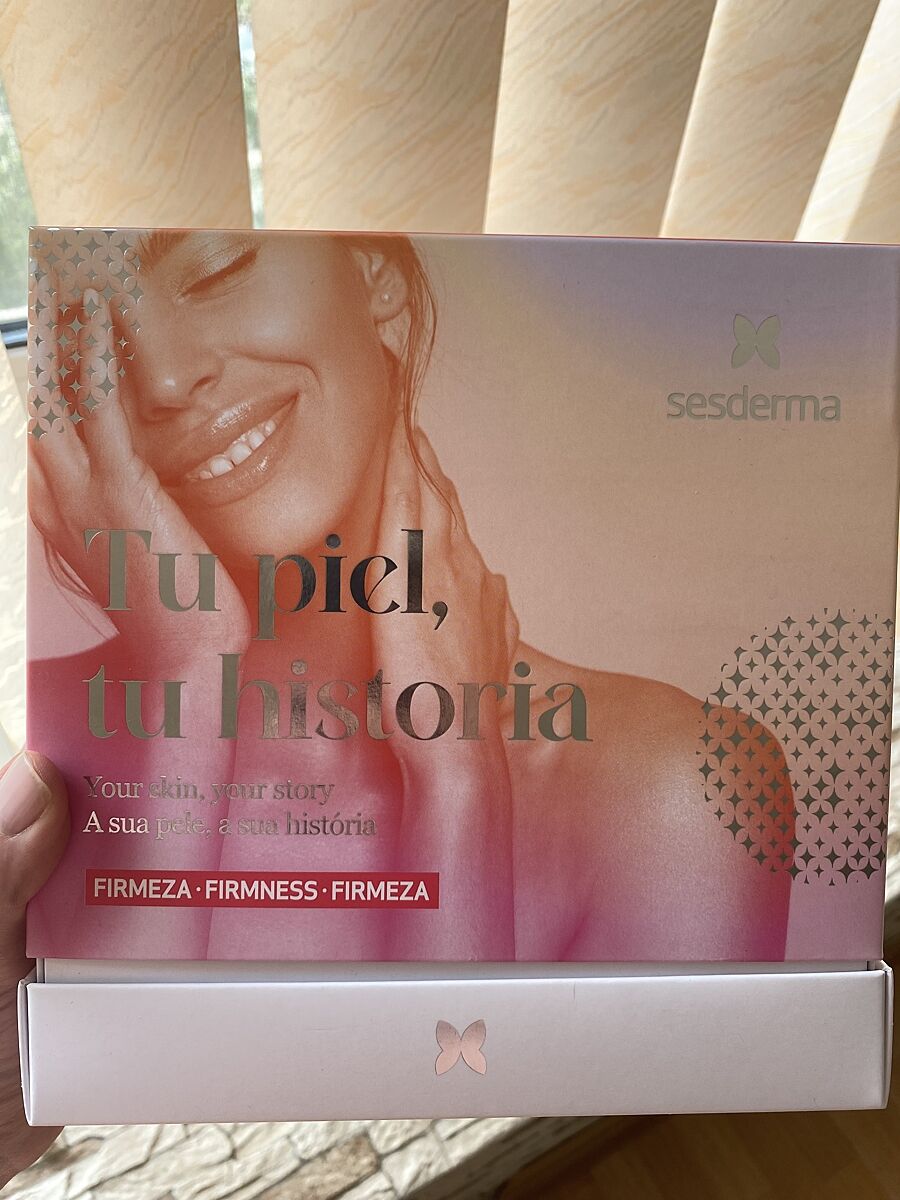 sesderma
Tu piel,
tu historia
Your skin, your story
A sua pele, a sua história
FIRMEZA · FIRMNESS · FIRMEZA